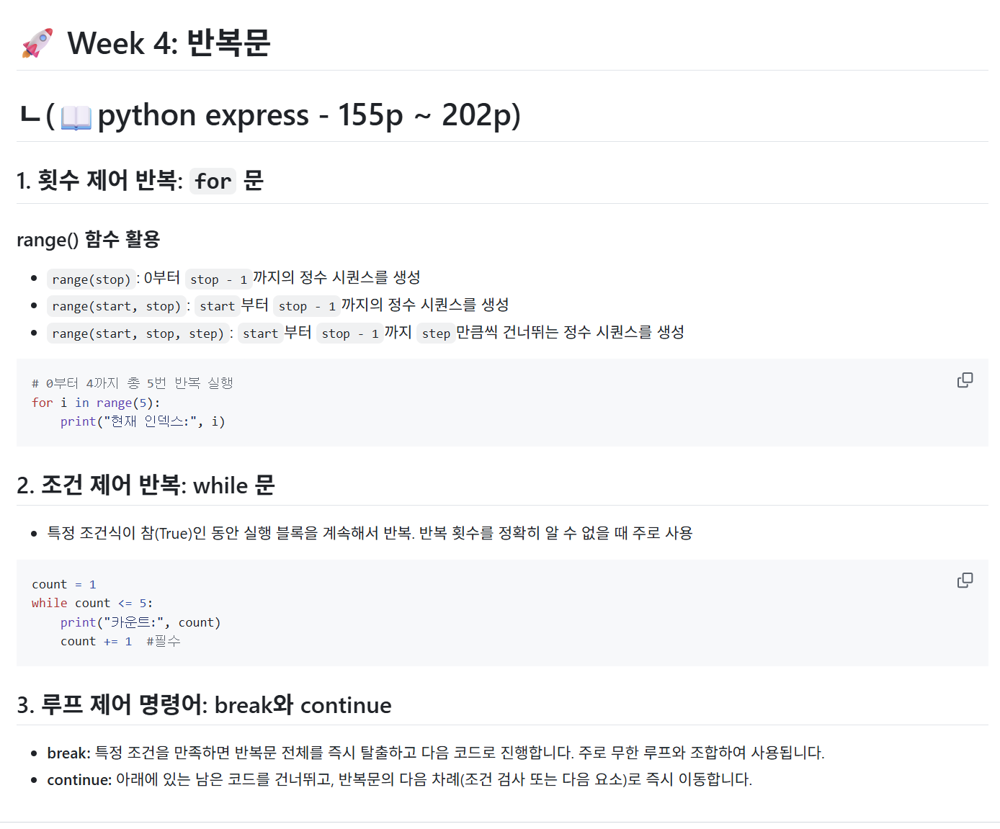 🚀 Week 4: 반복문
ㄴ(📖python express - 155p ~ 202p)
1. 횟수 제어 반복: for 문
range() 함수 활용
• range(stop): 0부터 stop - 1까지의 정수 시퀀스를 생성
• range(start, stop): start부터 stop - 1까지의 정수 시퀀스를 생성
• range(start, stop, step): start부터 stop - 1까지 step만큼씩 건너뛰는 정수 시퀀스를 생성
# 0부터 4까지 총 5번 반복 실행
for i in range(5):
    print("현재 인덱스:", i)
2. 조건 제어 반복: while 문
• 특정 조건식이 참(True)인 동안 실행 블록을 계속해서 반복. 반복 횟수를 정확히 알 수 없을 때 주로 사용
count = 1
while count <= 5:
    print("카운트:", count)
    count += 1  #필수
3. 루프 제어 명령어: break와 continue
• break: 특정 조건을 만족하면 반복문 전체를 즉시 탈출하고 다음 코드로 진행합니다. 주로 무한 루프와 조합하여 사용됩니다.
• continue: 아래에 있는 남은 코드를 건너뛰고, 반복문의 다음 차례(조건 검사 또는 다음 요소)로 즉시 이동합니다.